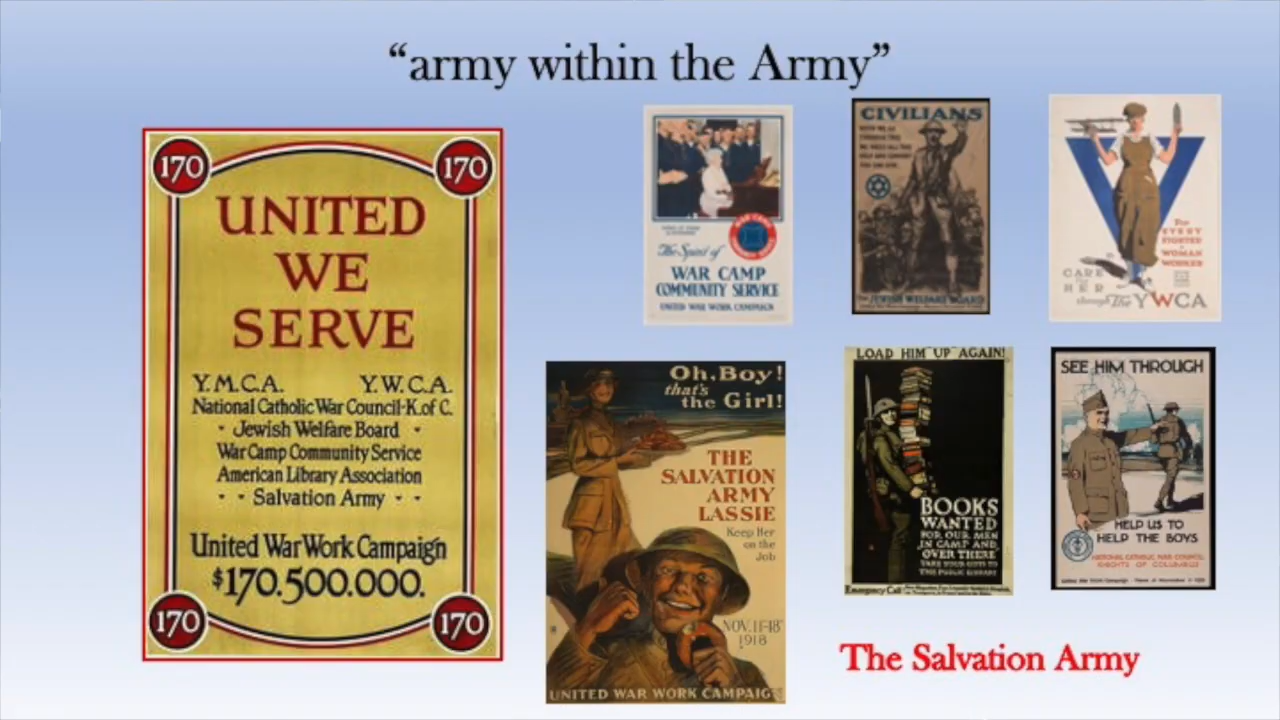 “army within the Army”
170
170
UNITED
WE
SERVE
Y.M.C.A. Y.W.C.A.
National Catholic War Council-K.of C.
· Jewish Welfare Board ·
War Camp Community Service
American Library Association
· · Salvation Army · ·
United War Work Campaign
$170.500.000.
170
170
The Spirit of
WAR CAMP
COMMUNITY SERVICE
UNITED WAR WORK CAMPAIGN
CIVILIANS
The JEWISH WELFARE BOARD
For
EVERY
FIGHTER
a
WOMAN
WORKER
CARE
HER
through The YWCA
Oh, Boy!
that's
the Girl!
THE
SALVATION
ARMY
LASSIE
Keep Her
on the
Job
NOV. 11-18
1918
UNITED WAR WORK CAMPAIGN
LOAD HIM UP AGAIN!
BOOKS
WANTED
FOR OUR MEN
IN CAMP AND
OVER THERE
TAKE YOUR GIFTS TO
THE PUBLIC LIBRARY
Emergency Call
SEE HIM THROUGH
HELP US TO
HELP THE BOYS
NATIONAL CATHOLIC WAR COUNCIL
KNIGHTS OF COLUMBUS
The Salvation Army